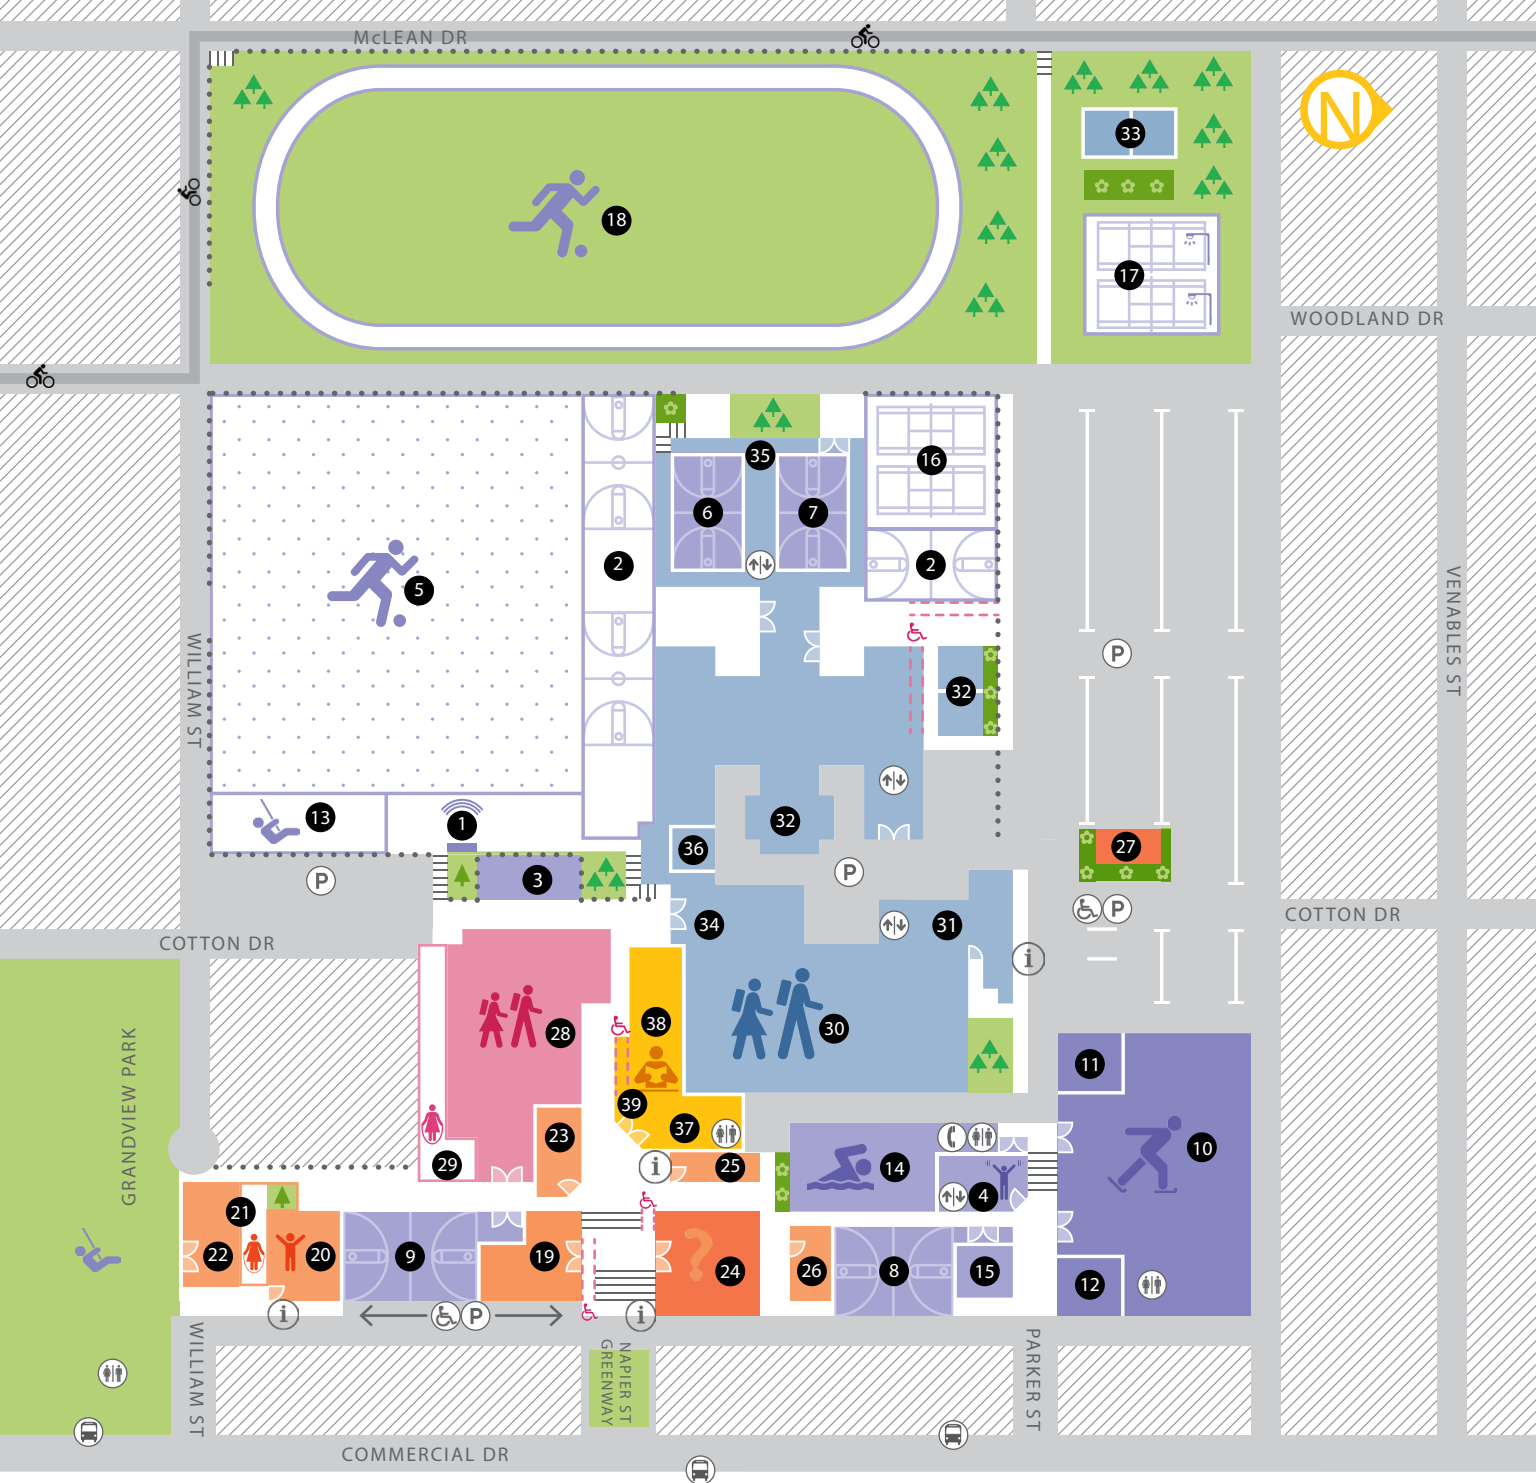 McLEAN DR
N
33
18
17
WOODLAND DR
35
16
6
7
2
2
5
WILLIAM ST
VENABLES ST
P
32
13
1
32
36
27
3
P
P
P
34
31
COTTON DR
COTTON DR
i
GRANDVIEW PARK
38
30
28
11
39
37
23
10
29
i
25
14
4
21
22
20
9
19
24
26
8
15
12
i
P
i
WILLIAM ST
NAPIER ST
GREENWAY
PARKER ST
COMMERCIAL DR